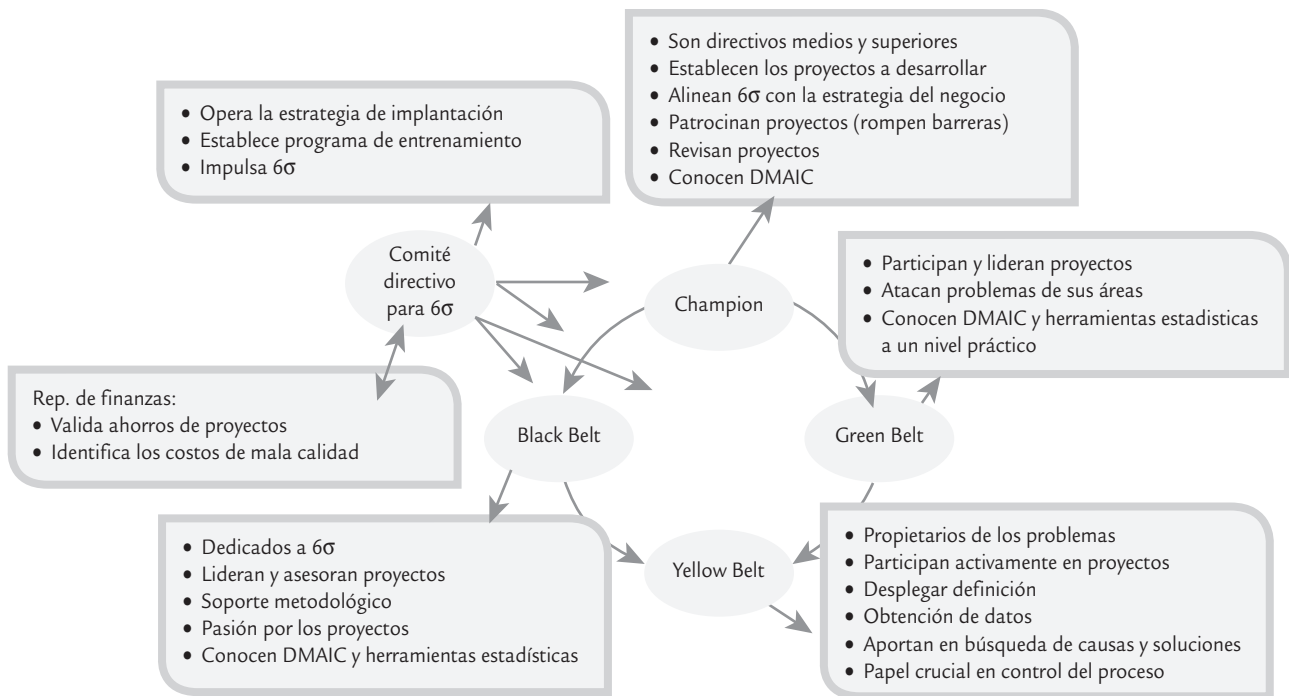 • Son directivos medios y superiores
• Establecen los proyectos a desarrollar
• Alinean 6σ con la estrategia del negocio
• Patrocinan proyectos (rompen barreras)
• Revisan proyectos
• Conocen DMAIC
• Opera la estrategia de implantación
• Establece programa de entrenamiento
• Impulsa 6σ
Comité
directivo
para 6σ
Champion
• Participan y lideran proyectos
• Atacan problemas de sus áreas
• Conocen DMAIC y herramientas estadisticas
a un nivel práctico
Rep. de finanzas:
• Valida ahorros de proyectos
• Identifica los costos de mala calidad
Black Belt
Green Belt
• Dedicados a 6σ
• Lideran y asesoran proyectos
• Soporte metodológico
• Pasión por los proyectos
• Conocen DMAIC y herramientas estadísticas
Yellow Belt
• Propietarios de los problemas
• Participan activamente en proyectos
• Desplegar definición
• Obtención de datos
• Aportan en búsqueda de causas y soluciones
• Papel crucial en control del proceso